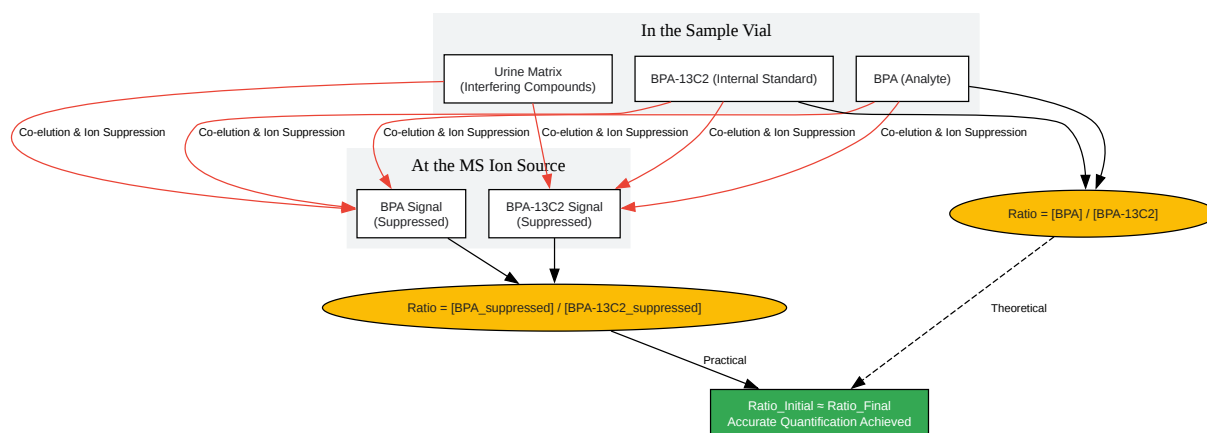 In the Sample Vial
Urine Matrix
(Interfering Compounds)
BPA-13C2 (Internal Standard)
BPA (Analyte)
Co-elution & Ion Suppression
Co-elution & Ion Suppression
Co-elution & Ion Suppression
Co-elution & Ion Suppression
Co-elution & Ion Suppression
Co-elution & Ion Suppression
At the MS Ion Source
BPA Signal
(Suppressed)
BPA-13C2 Signal
(Suppressed)
Ratio = [BPA] / [BPA-13C2]
Ratio = [BPA_suppressed] / [BPA-13C2_suppressed]
Theoretical
Practical
Ratio_Initial ≈ Ratio_Final
Accurate Quantification Achieved